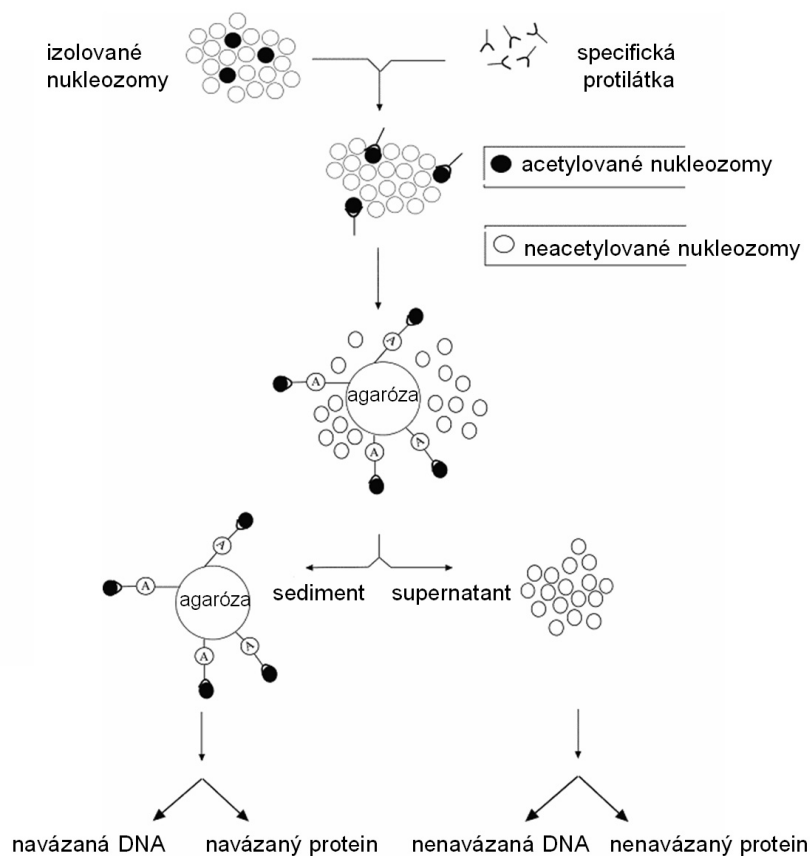 izolované
nukleozomy
specifická
protilátka
acetylované nukleozomy
neacetylované nukleozomy
A
A
agaróza
A
A
A
A
agaróza
sediment
supernatant
A
A
navázaná DNA
navázaný protein
nenavázaná DNA
nenavázaný protein